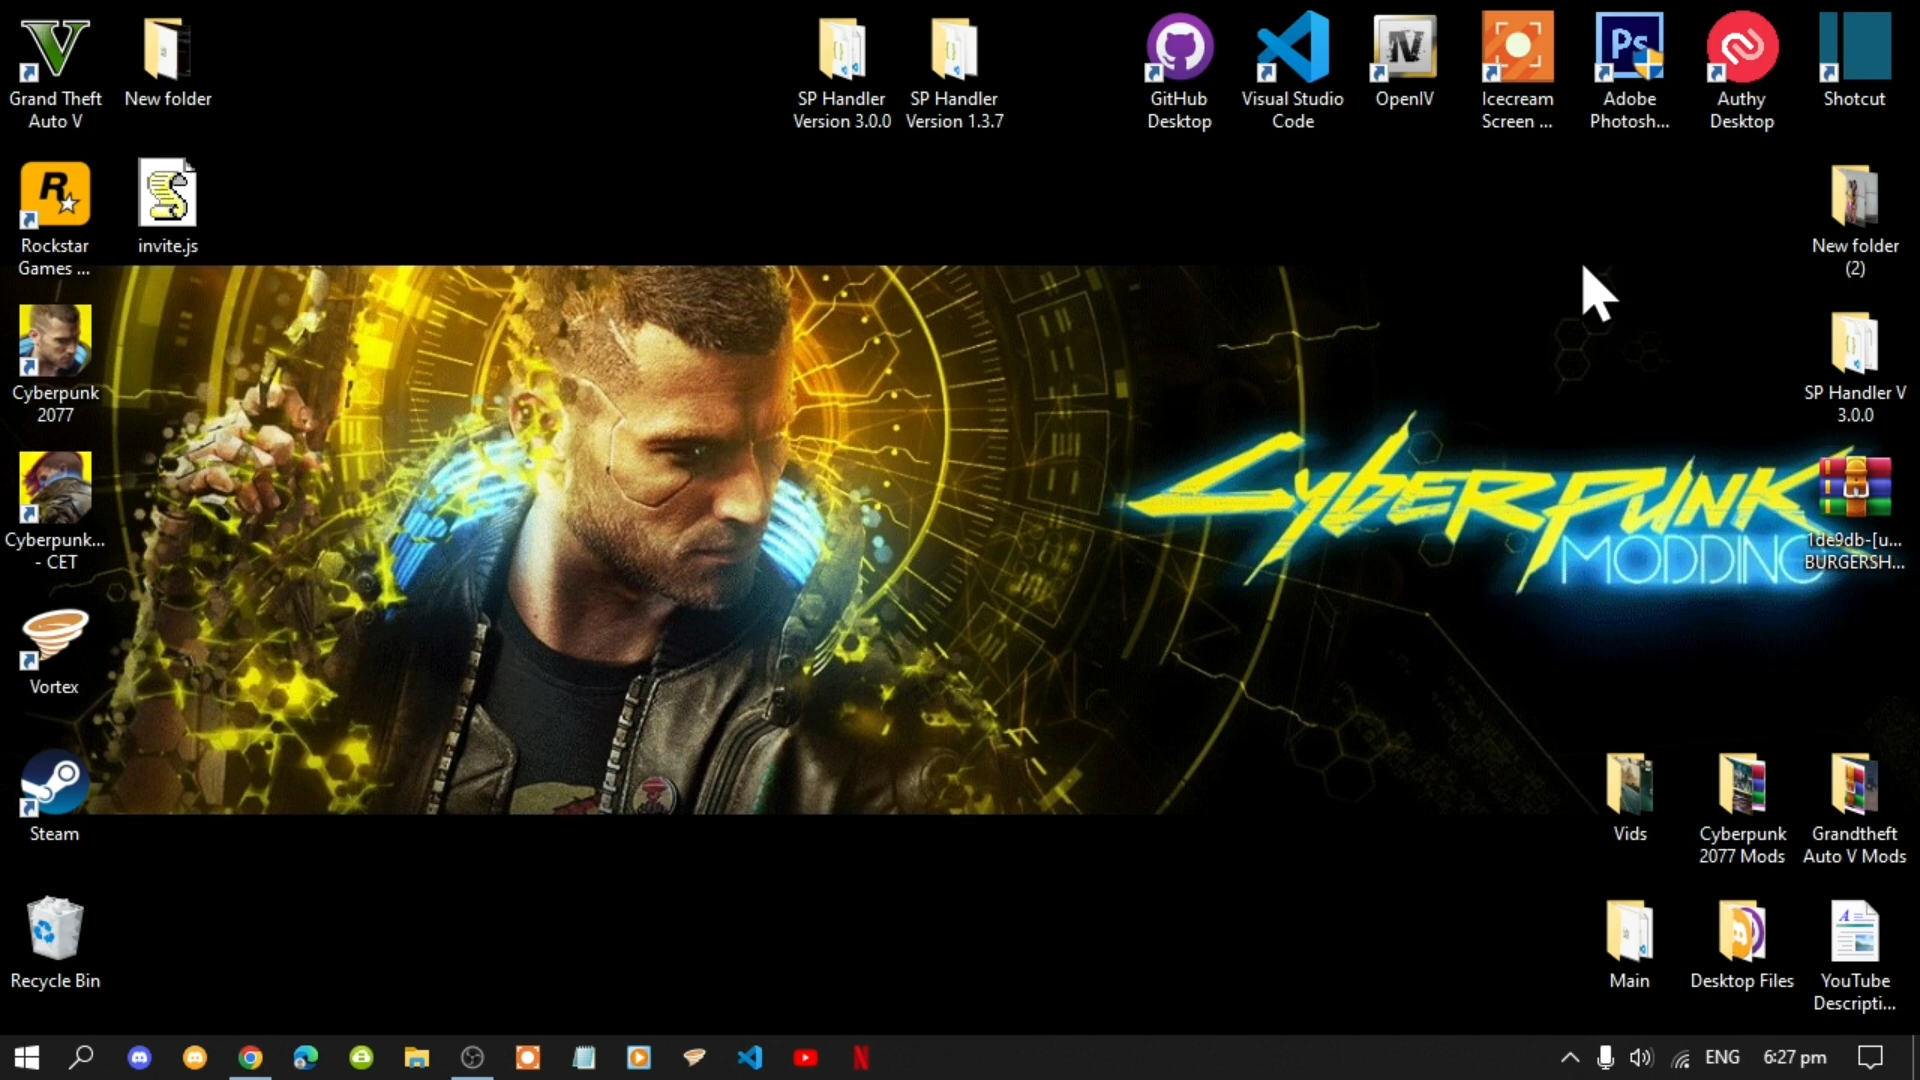 Grand Theft
Auto V
New folder
SP Handler
Version 3.0.0
SP Handler
Version 1.3.7
GitHub
Desktop
Visual Studio
Code
IV
OpenIV
Icecream
Screen ...
Ps
Adobe
Photosh...
Authy
Desktop
Shotcut
R
Rockstar
Games ...
invite.js
New folder
(2)
Cyberpunk
2077
SP Handler V
3.0.0
Cyberpunk...
- CET
CYBERPUNK
MODDING
1de9db-[u...
BURGERSH...
Vortex
Steam
Vids
Cyberpunk
2077 Mods
Grandtheft
Auto V Mods
Recycle Bin
Main
Desktop Files
YouTube
Descripti...
ENG
6:27 pm